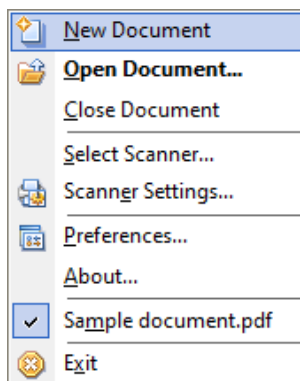 New Document
Open Document...
Close Document
Select Scanner...
Scanner Settings...
Preferences...
About...
Sample document.pdf
Exit